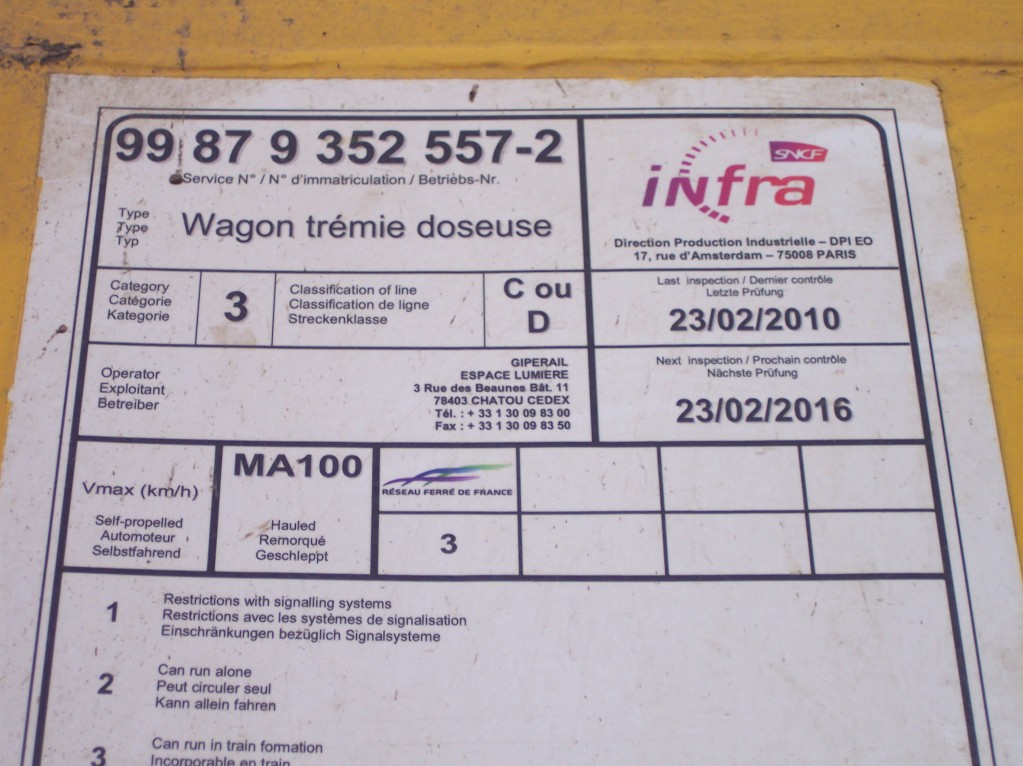 99 87 9 352 557-2
Service N° / N° d'immatriculation / Betriébs-Nr.
Type
Type
Typ
Wagon trémie doseuse
SNCF
infra
Direction Production Industrielle – DPI EO
17, rue d'Amsterdam – 75008 PARIS
Category
Catégorie
Kategorie
3
Classification of line
Classification de ligne
Streckenklasse
C ou
D
Last inspection / Dernier contrôle
Letzte Prüfung
23/02/2010
Operator
Exploitant
Betreiber
GIPERAIL
ESPACE LUMIERE
3 Rue des Beaunes Bât. 11
78403 CHATOU CEDEX
Tél. : + 33 1 30 09 83 00
Fax : + 33 1 30 09 83 50
Next inspection / Prochain contrôle
Nächste Prüfung
23/02/2016
Vmax (km/h)
Self-propelled
Automoteur
Selbstfahrend
MA100
Hauled
Remorqué
Geschleppt
RÉSEAU FERRÉ DE FRANCE
3
1
Restrictions with signalling systems
Restrictions avec les systèmes de signalisation
Einschränkungen bezüglich Signalsysteme
2
Can run alone
Peut circuler seul
Kann allein fahren
3
Can run in train formation
Incorporable en train